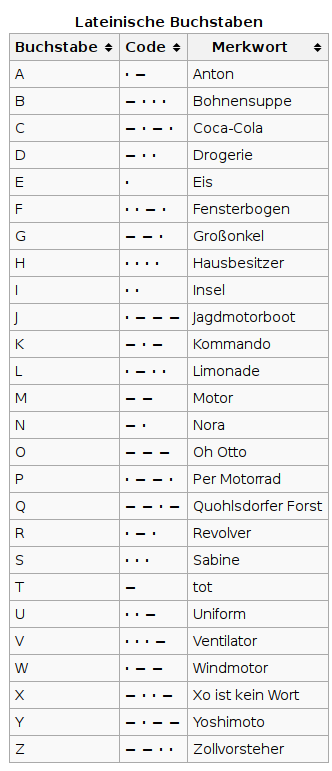 Lateinische Buchstaben
Buchstabe Code Merkwort
A · − Anton
B − · · · Bohnensuppe
C − · − · Coca-Cola
D − · · Drogerie
E · Eis
F · · − · Fensterbogen
G − − · Großonkel
H · · · · Hausbesitzer
I · · Insel
J · − − − Jagdmotorboot
K − · − Kommando
L · − · · Limonade
M − − Motor
N − · Nora
O − − − Oh Otto
P · − − · Per Motorrad
Q − − · − Quohlsdorfer Forst
R · − · Revolver
S · · · Sabine
T − tot
U · · − Uniform
V · · · − Ventilator
W · − − Windmotor
X − · · − Xo ist kein Wort
Y − · − − Yoshimoto
Z − − · · Zollvorsteher